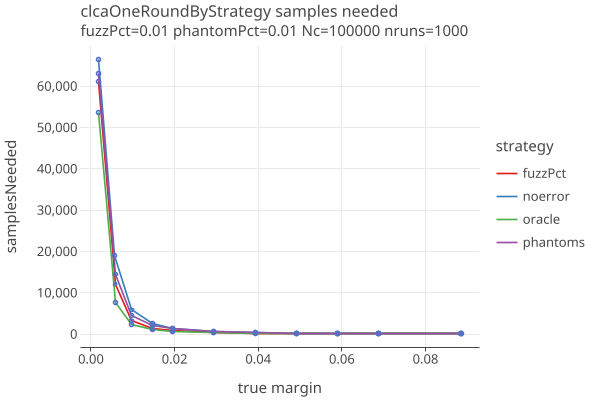 clcaOneRoundByStrategy samples needed
fuzzPct=0.01 phantomPct=0.01 Nc=100000 nruns=1000
samplesNeeded
60,000
50,000
40,000
30,000
20,000
10,000
0
0.00
0.02
0.04
0.06
0.08
true margin
strategy
fuzzPct
noerror
oracle
phantoms